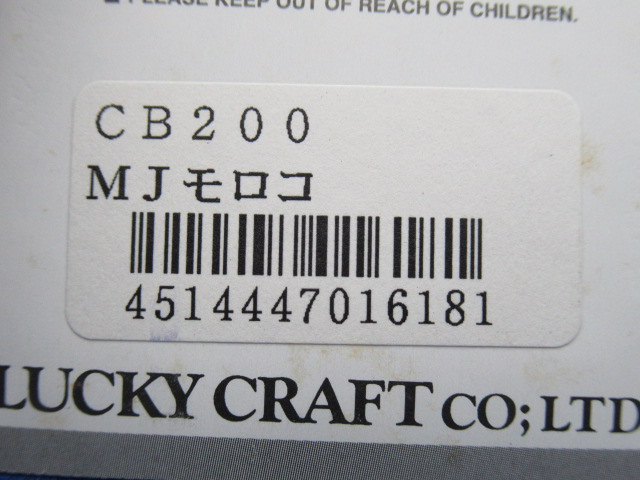 PLEASE KEEP OUT OF REACH OF CHILDREN.
CB200
MJモロコ
4514447016181
LUCKY CRAFT CO;LTD